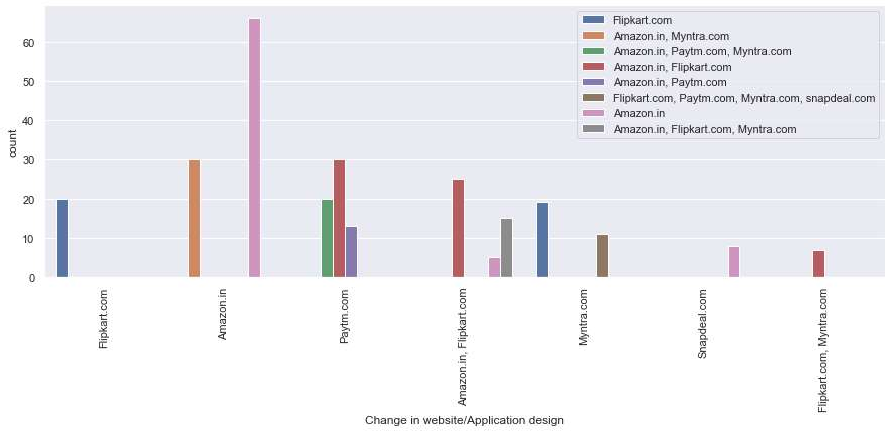 Flipkart.com
Amazon.in, Myntra.com
Amazon.in, Paytm.com, Myntra.com
Amazon.in, Flipkart.com
Amazon.in, Paytm.com
Flipkart.com, Paytm.com, Myntra.com, snapdeal.com
Amazon.in
Amazon.in, Flipkart.com, Myntra.com
count
60
50
40
30
20
10
0
Flipkart.com
Amazon.in
Paytm.com
Amazon.in, Flipkart.com
Myntra.com
Snapdeal.com
Flipkart.com, Myntra.com
Change in website/Application design